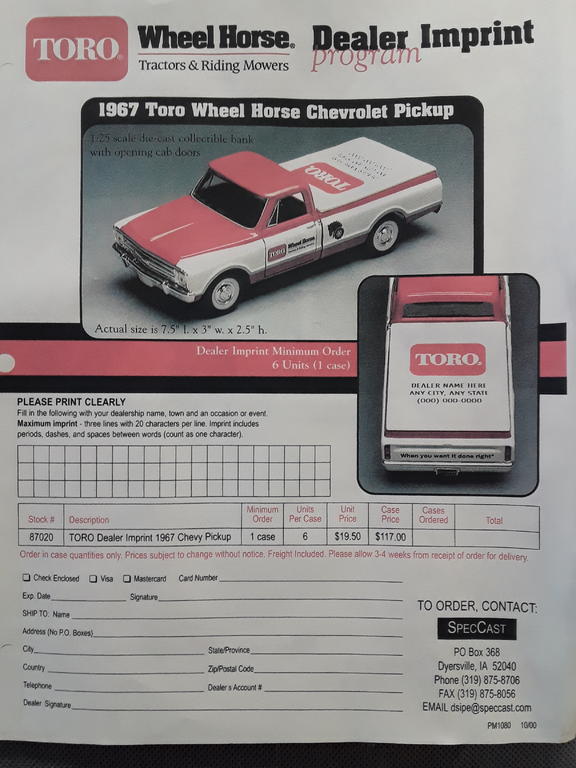 TORO® Wheel Horse® Dealer Imprint
Tractors & Riding Mowers program
1967 Toro Wheel Horse Chevrolet Pickup
1:25 scale die-cast collectible bank
with opening cab doors
TORO
TORO Wheel Horse
Actual size is 7.5" l. x 3" w. x 2.5" h.
Dealer Imprint Minimum Order
6 Units (1 case)
TORO®
DEALER NAME HERE
ANY CITY, ANY STATE
(000) 000-0000
When you want it done right®
PLEASE PRINT CLEARLY
Fill in the following with your dealership name, town and an occasion or event.
Maximum imprint - three lines with 20 characters per line. Imprint includes
periods, dashes, and spaces between words (count as one character).
Stock # Description Minimum Order Units Per Case Unit Price Case Price Cases Ordered Total
87020 TORO Dealer Imprint 1967 Chevy Pickup 1 case 6 $19.50 $117.00
Order in case quantities only. Prices subject to change without notice. Freight Included. Please allow 3-4 weeks from receipt of order for delivery.
Check Enclosed Visa Mastercard Card Number
Exp. Date Signature
SHIP TO: Name
Address (No P.O. Boxes)
City State/Province
Country Zip/Postal Code
Telephone Dealer's Account #
Dealer Signature
TO ORDER, CONTACT:
SPECCAST
PO Box 368
Dyersville, IA 52040
Phone (319) 875-8706
FAX (319) 875-8056
EMAIL dsipe@speccast.com
PM1080 10/00